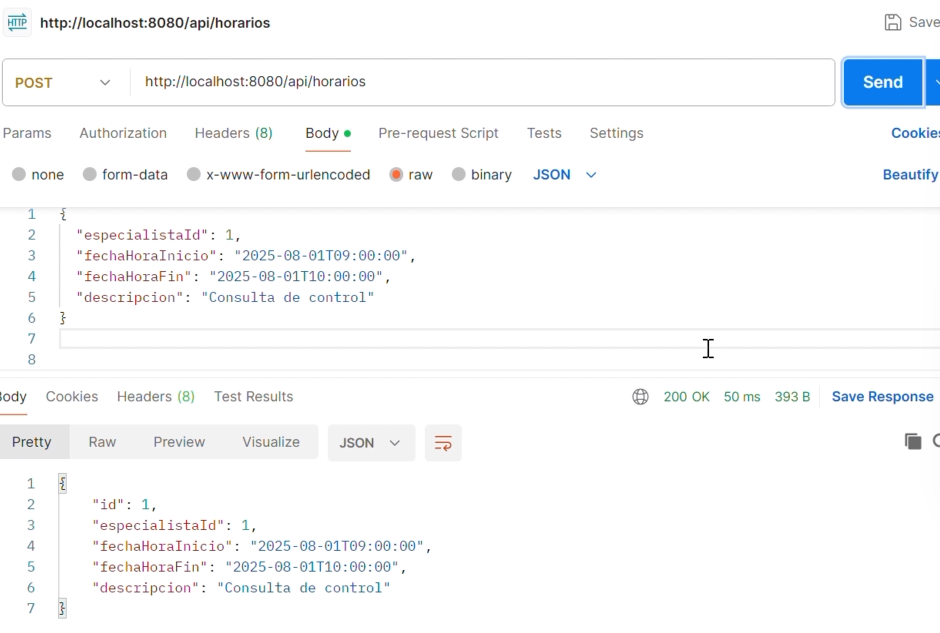 HTTP http://localhost:8080/api/horarios Save
POST http://localhost:8080/api/horarios Send
Params Authorization Headers (8) Body Pre-request Script Tests Settings Cookies
none form-data x-www-form-urlencoded raw binary JSON Beautify
1 {
2 "especialistaId": 1,
3 "fechaHoraInicio": "2025-08-01T09:00:00",
4 "fechaHoraFin": "2025-08-01T10:00:00",
5 "descripcion": "Consulta de control"
6 }
7
8
Body Cookies Headers (8) Test Results 200 OK 50 ms 393 B Save Response
Pretty Raw Preview Visualize JSON
1 {
2 "id": 1,
3 "especialistaId": 1,
4 "fechaHoraInicio": "2025-08-01T09:00:00",
5 "fechaHoraFin": "2025-08-01T10:00:00",
6 "descripcion": "Consulta de control"
7 }